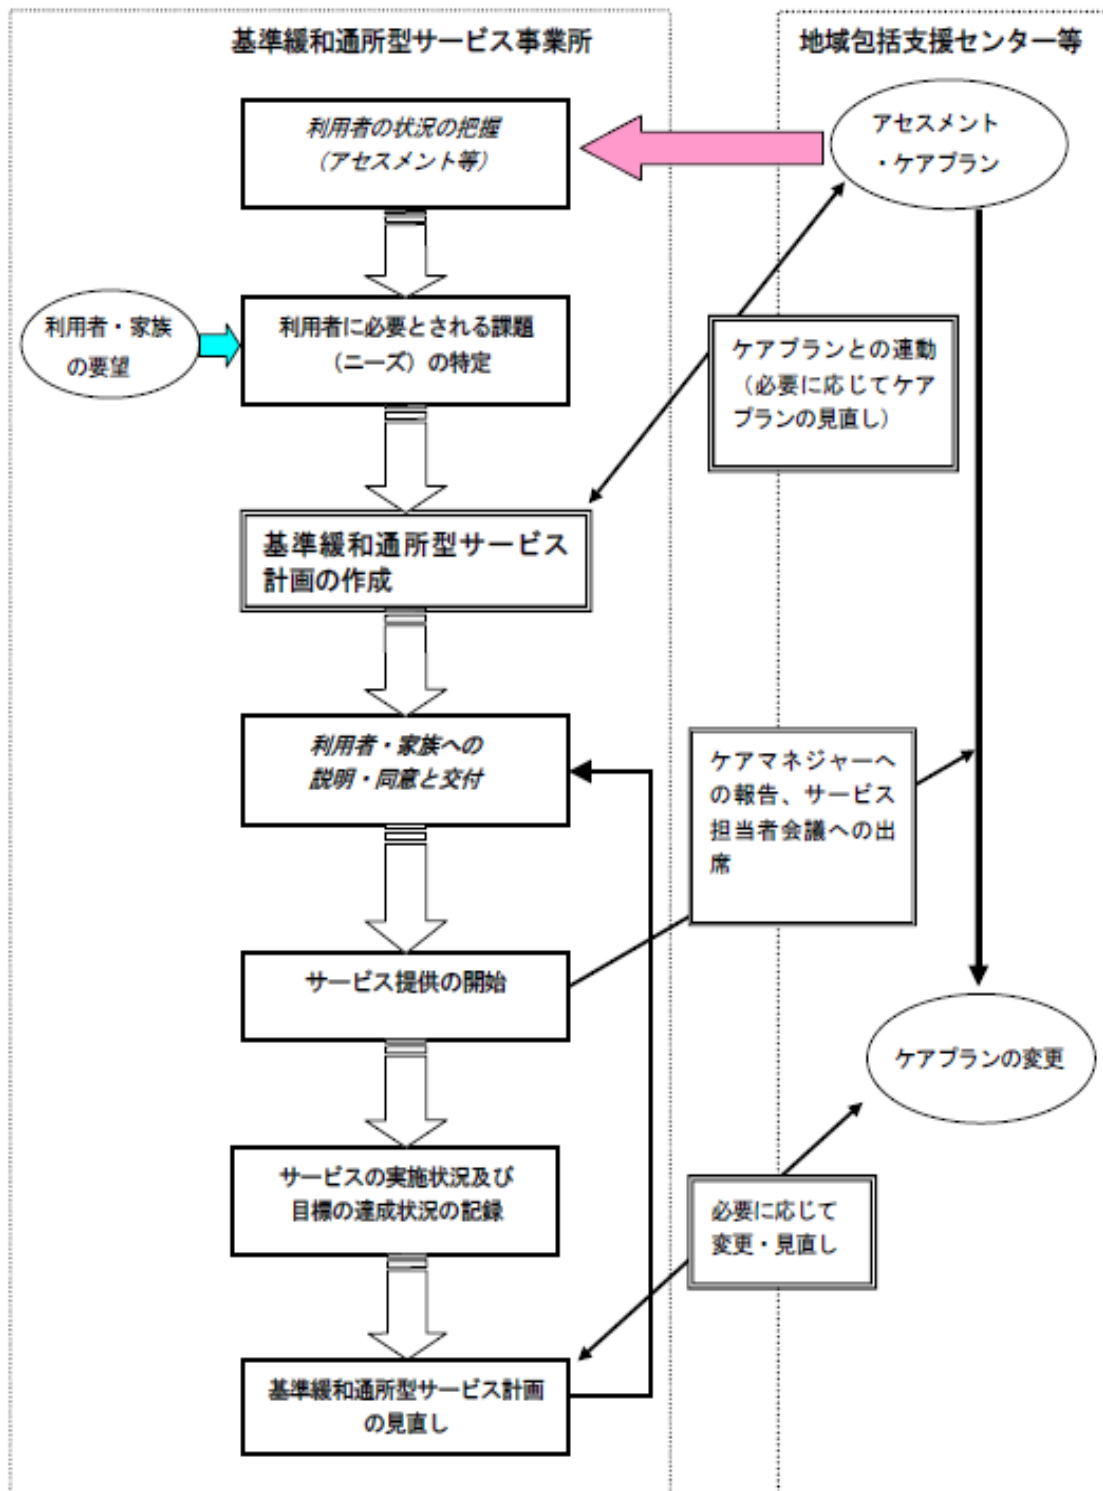 基準緩和通所型サービス事業所
地域包括支援センター等
利用者の状況の把握
（アセスメント等）
アセスメント
・ケアプラン
利用者・家族
の要望
利用者に必要とされる課題
（ニーズ）の特定
ケアプランとの連動
（必要に応じてケア
プランの見直し）
基準緩和通所型サービス
計画の作成
利用者・家族への
説明・同意と交付
ケアマネジャーへ
の報告、サービス
担当者会議への出
席
サービス提供の開始
ケアプランの変更
サービスの実施状況及び
目標の達成状況の記録
必要に応じて
変更・見直し
基準緩和通所型サービス計画
の見直し